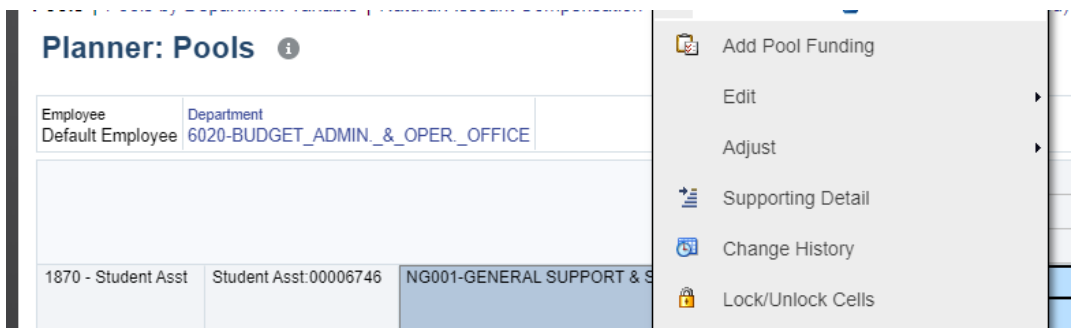 Planner: Pools
Add Pool Funding
Edit
Employee
Department
Default Employee
6020-BUDGET_ADMIN._&_OPER._OFFICE
Adjust
Supporting Detail
Change History
1870 - Student Asst
Student Asst:00006746
NG001-GENERAL SUPPORT & S
Lock/Unlock Cells